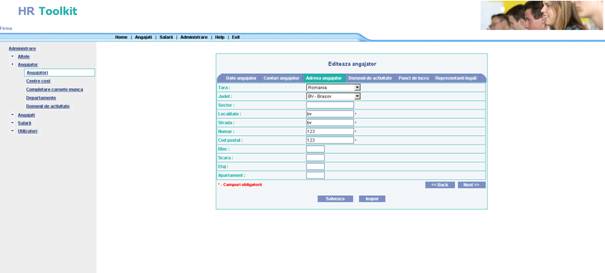 HR Toolkit
Firma
Home | Angajati | Salarii | Administrare | Help | Exit
Administrare
Altele
Angajator
Angajatori
Centre cost
Completare carnete munca
Departamente
Domenii de activitate
Angajati
Salarii
Utilizatori
Editeaza angajator
Date angajator Conturi angajator Adresa angajator Domenii de activitate Punct de lucru Reprezentanti legali
Tara : Romania
Judet : BV - Brasov
Sector :
Localitate : bv *
Strada : bv *
Numar : 123 *
Cod postal : 123 *
Bloc :
Scara :
Etaj :
Apartament :
* - Campuri obligatorii
<< Back Next >>
Salveaza Inapoi